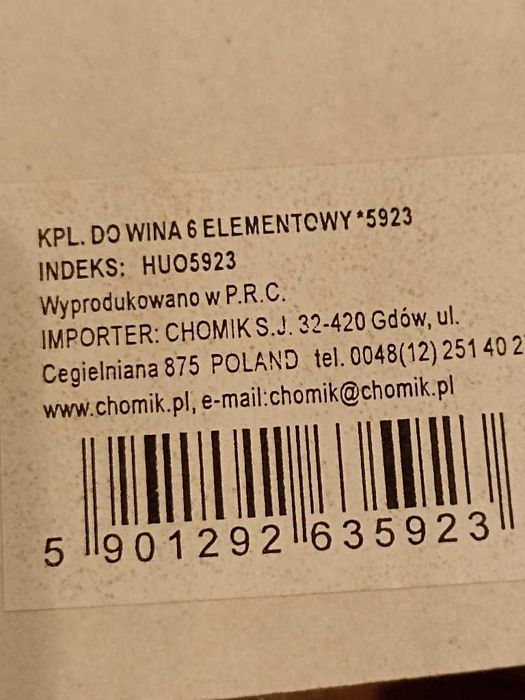 KPL. DO WINA 6 ELEMENTOWY *5923
INDEKS: HUO5923
Wyprodukowano w P.R.C.
IMPORTER: CHOMIK S.J. 32-420 Gdów, ul.
Cegielniana 875 POLAND tel. 0048(12) 251 40 2
www.chomik.pl, e-mail:chomik@chomik.pl
5 901292 635923